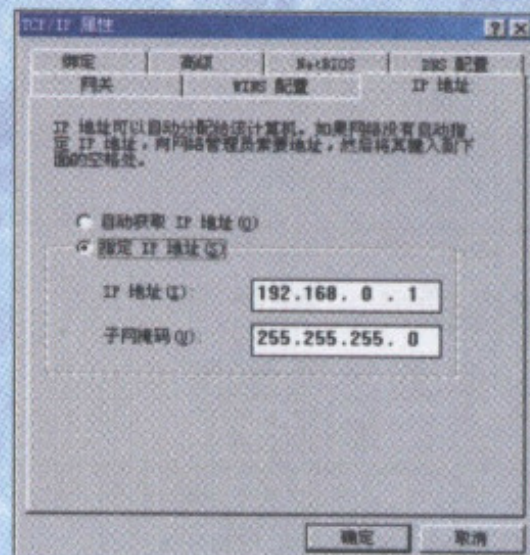 TCP/IP 属性
绑定 高级 NetBIOS DNS 配置
网关 WINS 配置 IP 地址
IP 地址可以自动分配给该计算机。如果网络没有自动指
定 IP 地址，向网络管理员索要地址，然后将其键入到下
面的空格处。
自动获取 IP 地址(O)
指定 IP 地址(S)
IP 地址(I) 192.168. 0 . 1
子网掩码(U) 255.255.255. 0
确定 取消